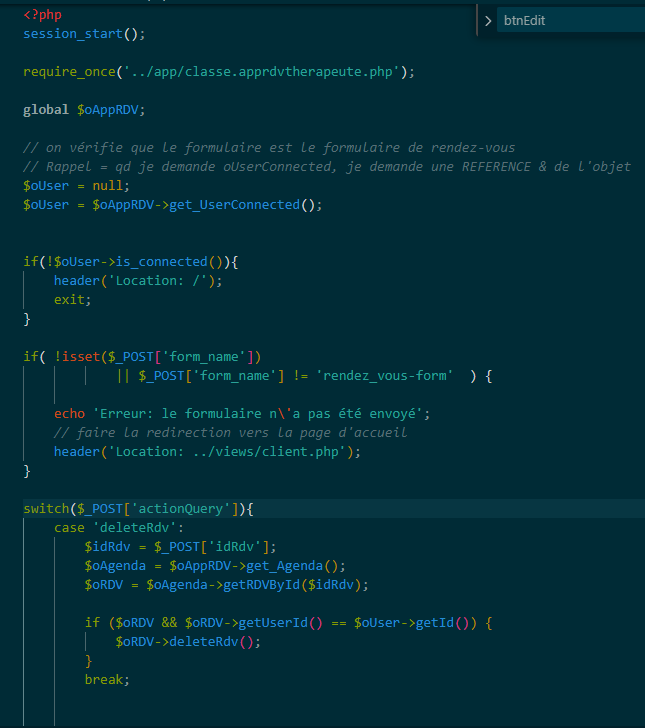 <?php
btnEdit
session_start();
require_once('../app/classe.apprdvtherapeute.php');
global $oAppRDV;
// on vérifie que le formulaire est le formulaire de rendez-vous
// Rappel = qd je demande oUserConnected, je demande une REFERENCE & de l'objet
$oUser = null;
$oUser = $oAppRDV->get_UserConnected();
if(!$oUser->is_connected()){
header('Location: /');
exit;
}
if( !isset($_POST['form_name'])
|| $_POST['form_name'] != 'rendez_vous-form'  ) {
echo 'Erreur: le formulaire n\'a pas été envoyé';
// faire la redirection vers la page d'accueil
header('Location: ../views/client.php');
}
switch($_POST['actionQuery']){
case 'deleteRdv':
$idRdv = $_POST['idRdv'];
$oAgenda = $oAppRDV->get_Agenda();
$oRDV = $oAgenda->getRDVById($idRdv);
if ($oRDV && $oRDV->getUserId() == $oUser->getId()) {
$oRDV->deleteRdv();
}
break;